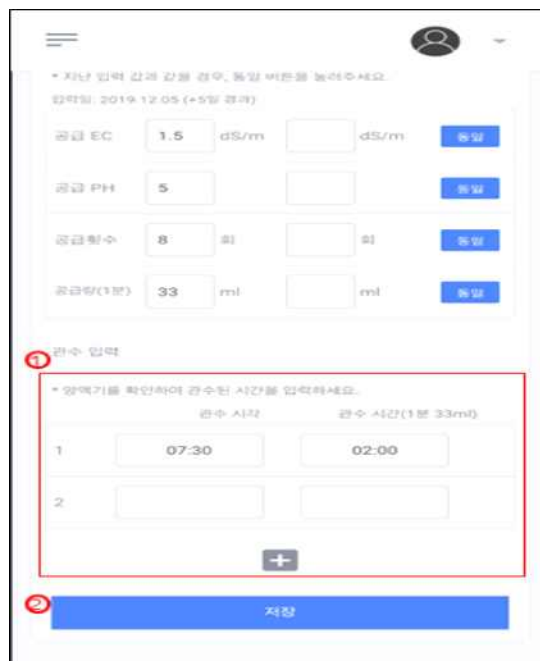 * 지난 입력 값과 같을 경우, 동일 버튼을 눌러주세요.
입력일: 2019.12.05 (+5일 경과)
공급 EC 1.5 dS/m dS/m 동일
공급 PH 5 동일
공급횟수 8 회 회 동일
공급량(1분) 33 ml ml 동일
관수 입력
①
* 양액기를 확인하여 관수된 시간을 입력하세요.
관수 시각 관수 시간(1분 33ml)
1 07:30 02:00
2
+
② 저장